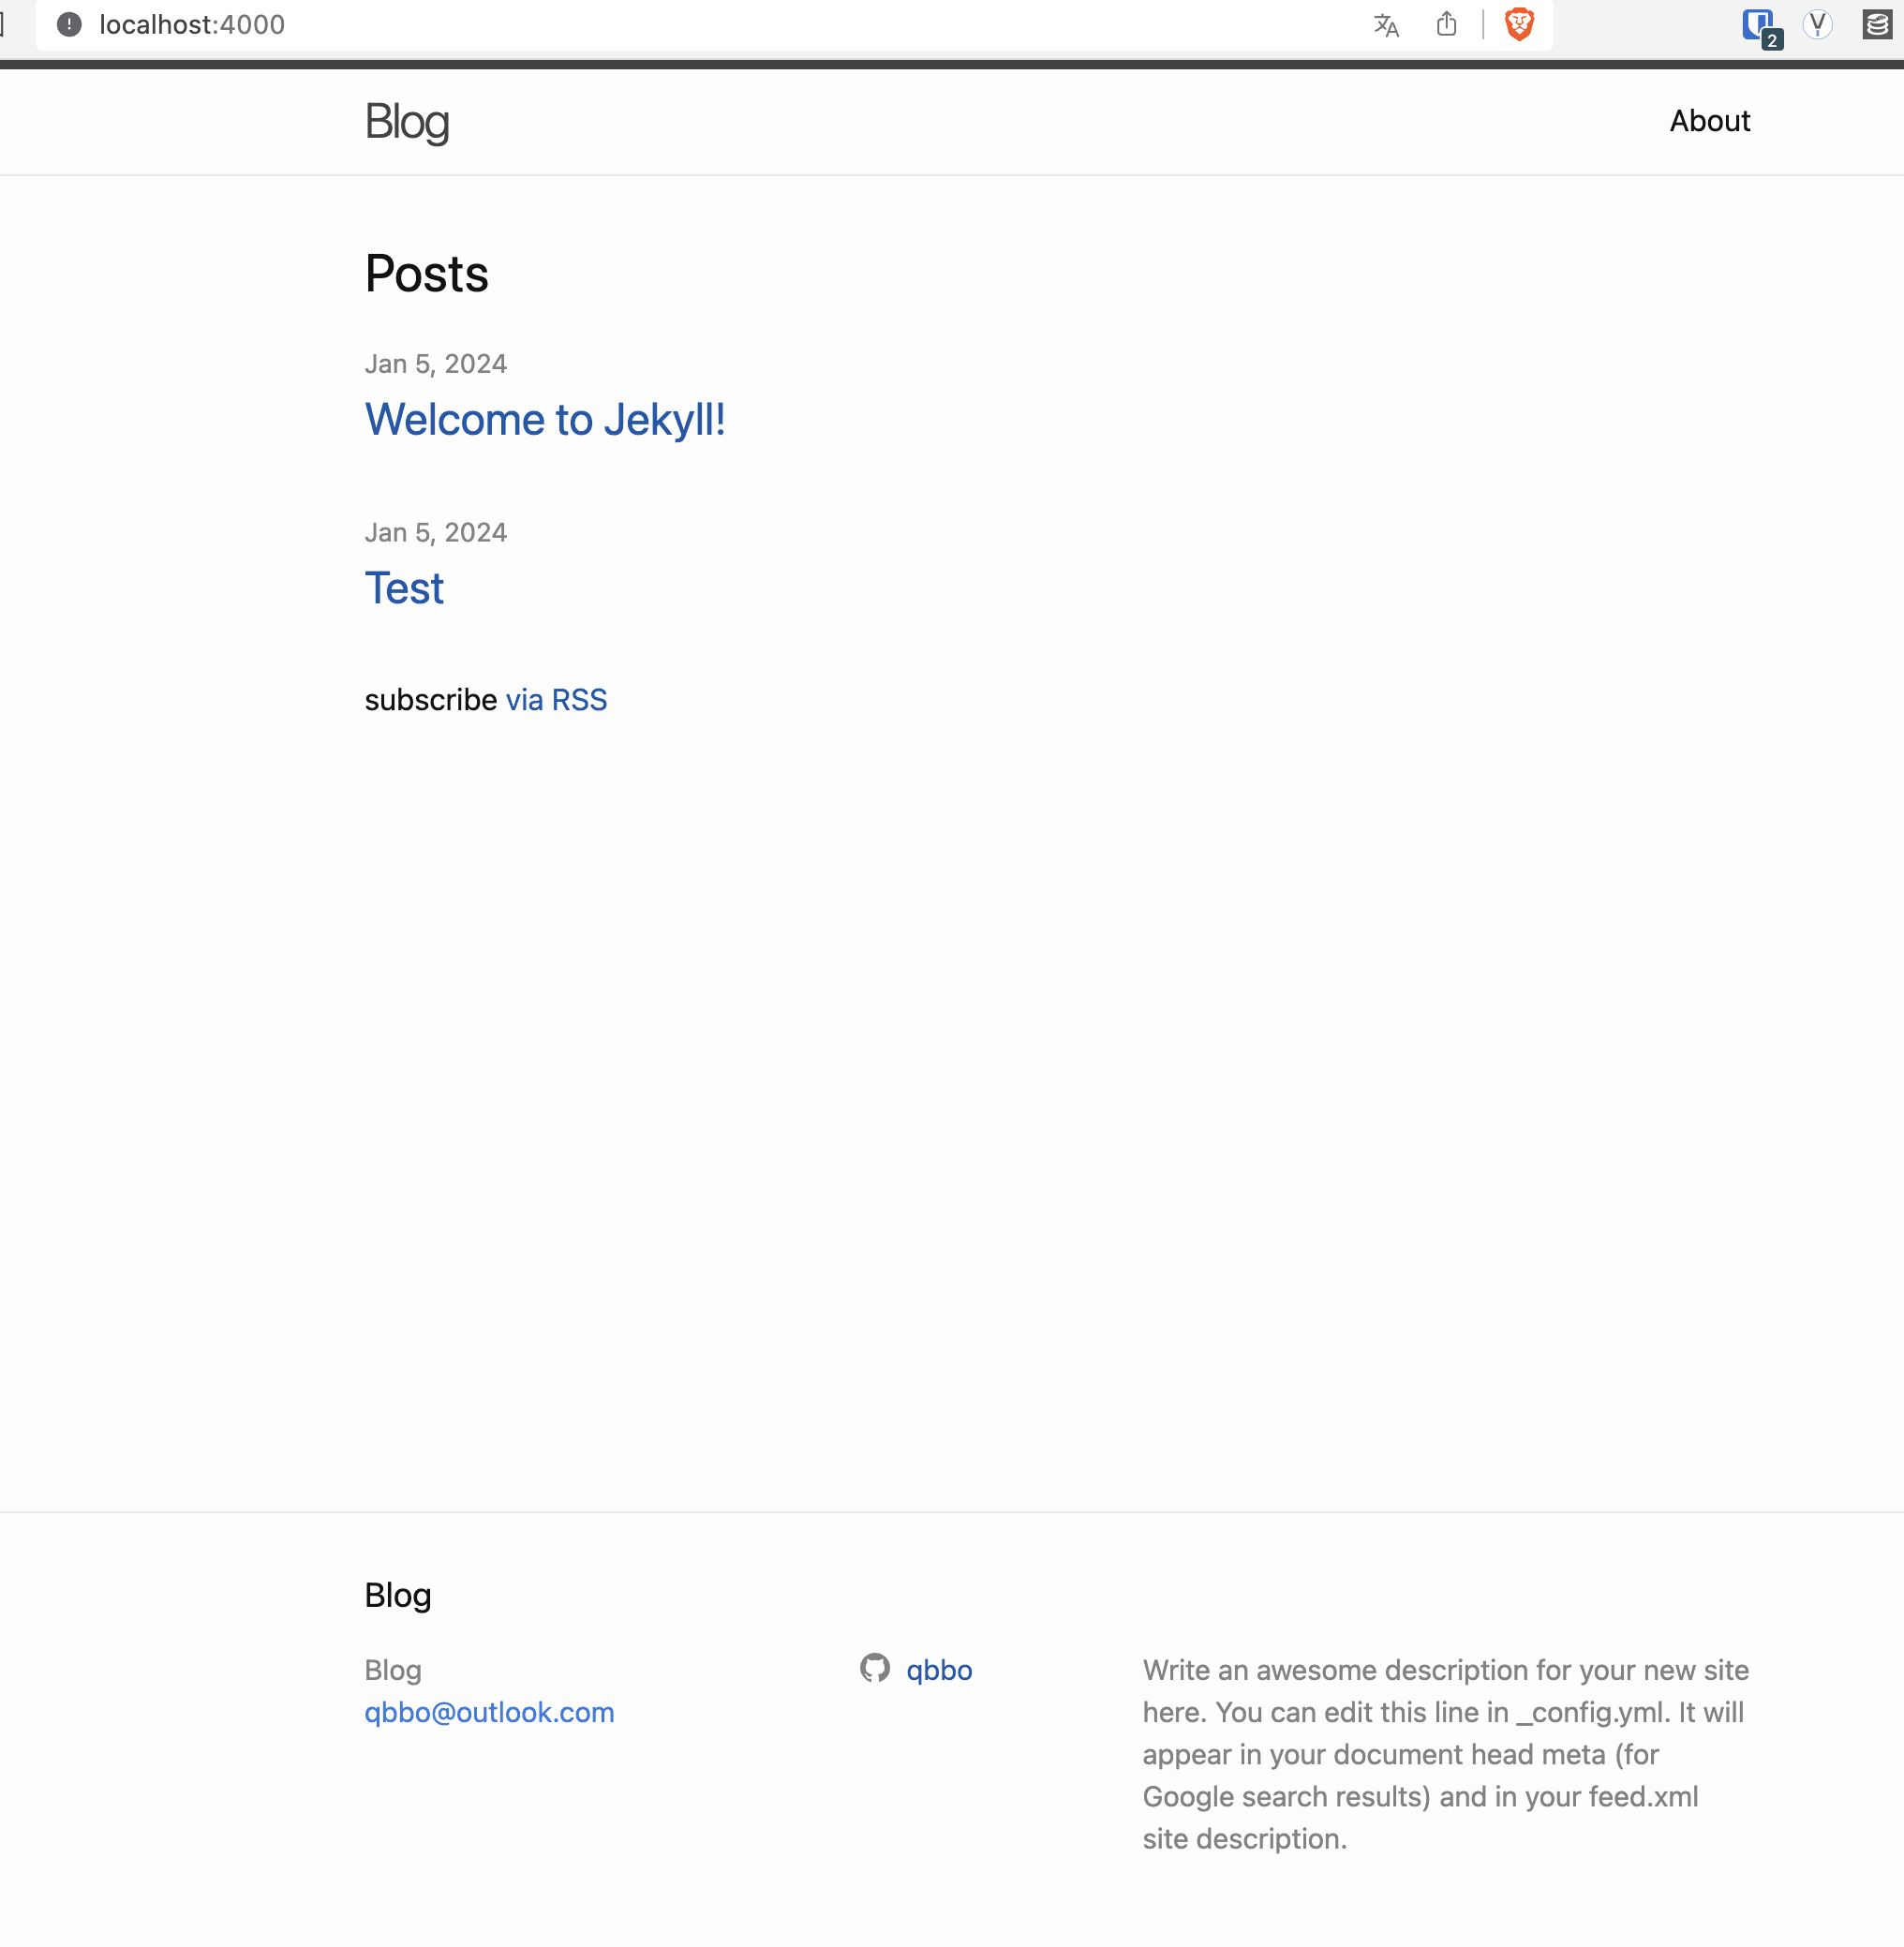 localhost:4000
2
Blog
About
Posts
Jan 5, 2024
Welcome to Jekyll!
Jan 5, 2024
Test
subscribe via RSS
Blog
Blog
qbbo@outlook.com
qbbo
Write an awesome description for your new site
here. You can edit this line in _config.yml. It will
appear in your document head meta (for
Google search results) and in your feed.xml
site description.